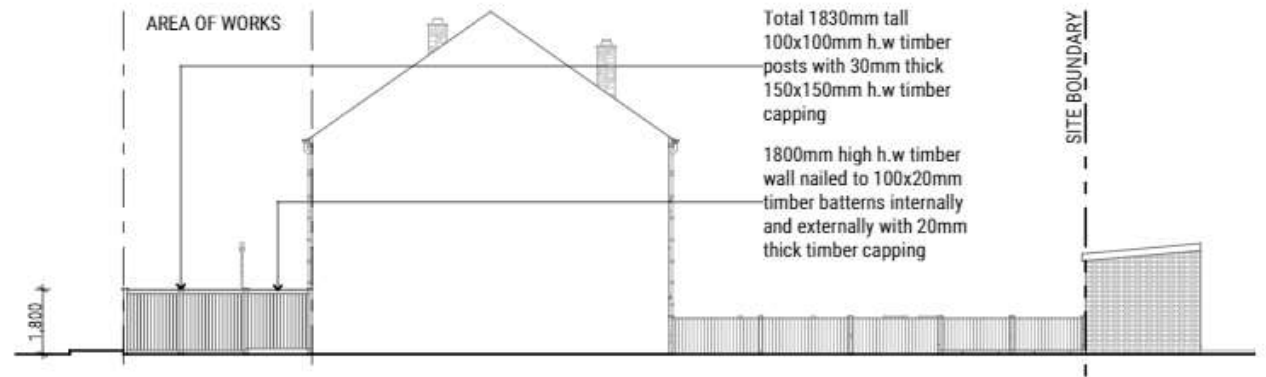 AREA OF WORKS
Total 1830mm tall
100x100mm h.w timber
posts with 30mm thick
150x150mm h.w timber
capping
1800mm high h.w timber
wall nailed to 100x20mm
timber batterns internally
and externally with 20mm
thick timber capping
SITE BOUNDARY
1,800